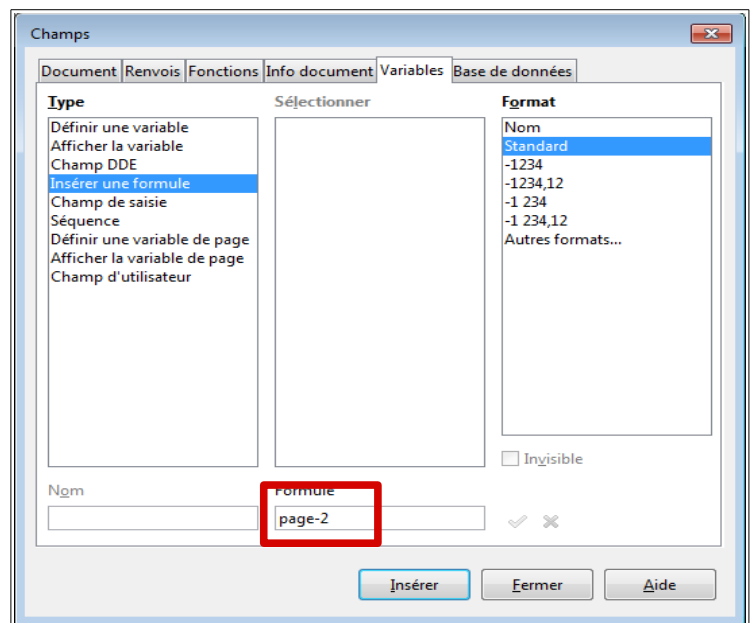 Champs
Document Renvois Fonctions Info document Variables Base de données
Type Sélectionner Format
Définir une variable
Afficher la variable
Champ DDE
Insérer une formule
Champ de saisie
Séquence
Définir une variable de page
Afficher la variable de page
Champ d'utilisateur
Nom
Standard
-1234
-1234,12
-1 234
-1 234,12
Autres formats...
Invisible
Nom Formule
page-2
Insérer Fermer Aide